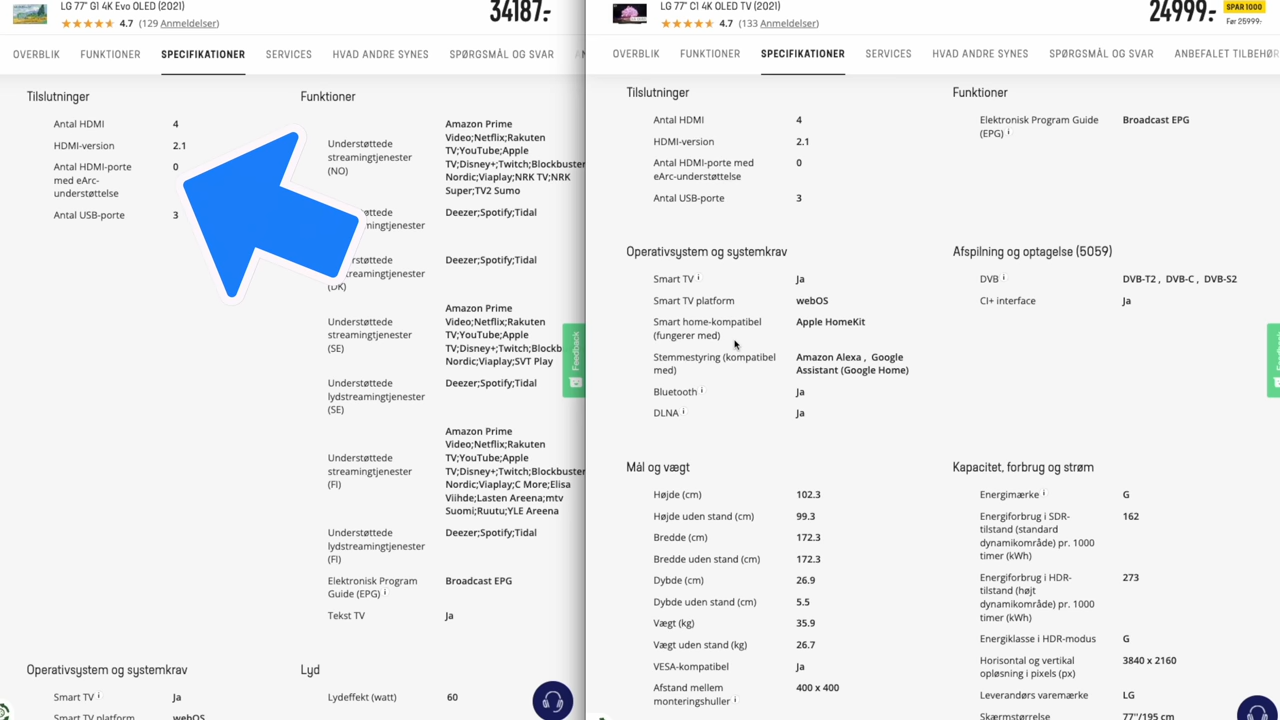 LG 77" G1 4K Evo OLED (2021)
34187:-
4.7 (129 Anmeldelser)
OVERBLIK FUNKTIONER SPECIFIKATIONER SERVICES HVAD ANDRE SYNES SPØRGSMÅL OG SVAR
Tilslutninger
Antal HDMI 4
HDMI-version 2.1
Antal HDMI-porte 0
med eArc-
understøttelse
Antal USB-porte 3
Funktioner
Understøttede
streamingtjenester
(NO)
Amazon Prime
Video;Netflix;Rakuten
TV;YouTube;Apple
TV;Disney+;Twitch;Blockbuster
Nordic;Viaplay;NRK TV;NRK
Super;TV2 Sumo
Deezer;Spotify;Tidal
Deezer;Spotify;Tidal
(DK)
Understøttede
streamingtjenester
(SE)
Amazon Prime
Video;Netflix;Rakuten
TV;YouTube;Apple
TV;Disney+;Twitch;Blockb
Nordic;Viaplay;SVT Play
Understøttede
lydstreamingtjenester
(SE)
Deezer;Spotify;Tidal
Understøttede
streamingtjenester
(FI)
Amazon Prime
Video;Netflix;Rakuten
TV;YouTube;Apple
TV;Disney+;Twitch;Blockbuster
Nordic;Viaplay;C More;Elisa
Viihde;Lasten Areena;mtv
Suomi;Ruutu;YLE Areena
Understøttede
lydstreamingtjenester
(FI)
Deezer;Spotify;Tidal
Elektronisk Program
Guide (EPG) i
Broadcast EPG
Tekst TV Ja
Operativsystem og systemkrav
Smart TV i Ja
Smart TV platform webOS
Lyd
Lydeffekt (watt) 60
Feedback
LG 77" C1 4K OLED TV (2021)
24999:-
SPAR 1000
Før 25999:-
4.7 (133 Anmeldelser)
OVERBLIK FUNKTIONER SPECIFIKATIONER SERVICES HVAD ANDRE SYNES SPØRGSMÅL OG SVAR ANBEFALET TILBEHØR
Tilslutninger
Antal HDMI 4
HDMI-version 2.1
Antal HDMI-porte med 0
eArc-understøttelse
Antal USB-porte 3
Funktioner
Elektronisk Program Guide Broadcast EPG
(EPG) i
Operativsystem og systemkrav
Smart TV i Ja
Smart TV platform webOS
Smart home-kompatibel Apple HomeKit
(fungerer med)
Stemmestyring (kompatibel Amazon Alexa , Google
med) Assistant (Google Home)
Bluetooth i Ja
DLNA i Ja
Afspilning og optagelse (5059)
DVB i DVB-T2 , DVB-C , DVB-S2
CI+ interface Ja
Mål og vægt
Højde (cm) 102.3
Højde uden stand (cm) 99.3
Bredde (cm) 172.3
Bredde uden stand (cm) 172.3
Dybde (cm) 26.9
Dybde uden stand (cm) 5.5
Vægt (kg) 35.9
Vægt uden stand (kg) 26.7
VESA-kompatibel Ja
Afstand mellem 400 x 400
monteringshuller i
Kapacitet, forbrug og strøm
Energimærke i G
Energiforbrug i SDR- 162
tilstand (standard
dynamikområde) pr. 1000
timer (kWh)
Energiforbrug i HDR- 273
tilstand (højt
dynamikområde) pr. 1000
timer (kWh)
Energiklasse i HDR-modus G
Horisontal og vertikal 3840 x 2160
opløsning i pixels (px)
Leverandørs varemærke LG
Skærmstørrelse 77"/195 cm